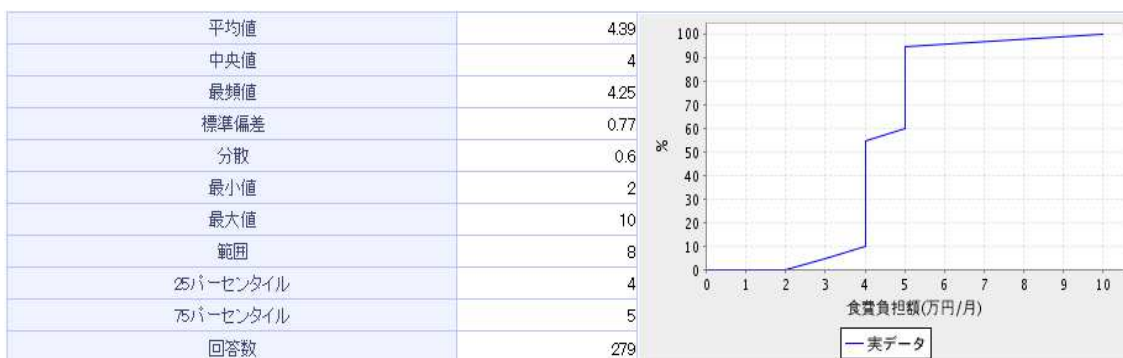 平均値 4.39
中央値 4
最頻値 4.25
標準偏差 0.77
分散 0.6
最小値 2
最大値 10
範囲 8
25パーセンタイル 4
75パーセンタイル 5
回答数 279
100
90
80
70
60
50
40
30
20
10
0
%
0 1 2 3 4 5 6 7 8 9 10
食費負担額(万円/月)
実データ